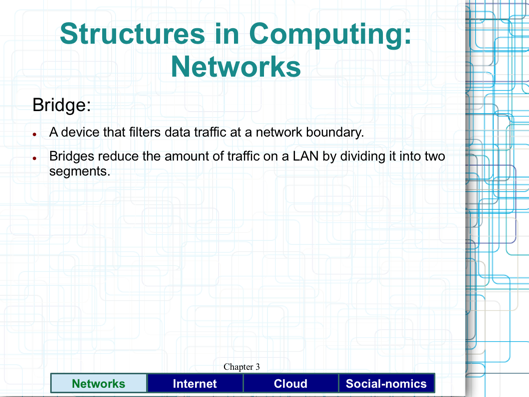 Structures in Computing:
Networks
Bridge:
● A device that filters data traffic at a network boundary.
● Bridges reduce the amount of traffic on a LAN by dividing it into two
segments.
Chapter 3
Networks
Internet
Cloud
Social-nomics